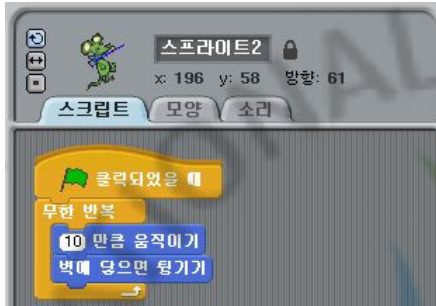 스프라이트2
x: 196 y: 58 방향: 61
스크립트 모양 소리
클릭되었을 때
무한 반복
10 만큼 움직이기
벽에 닿으면 튕기기